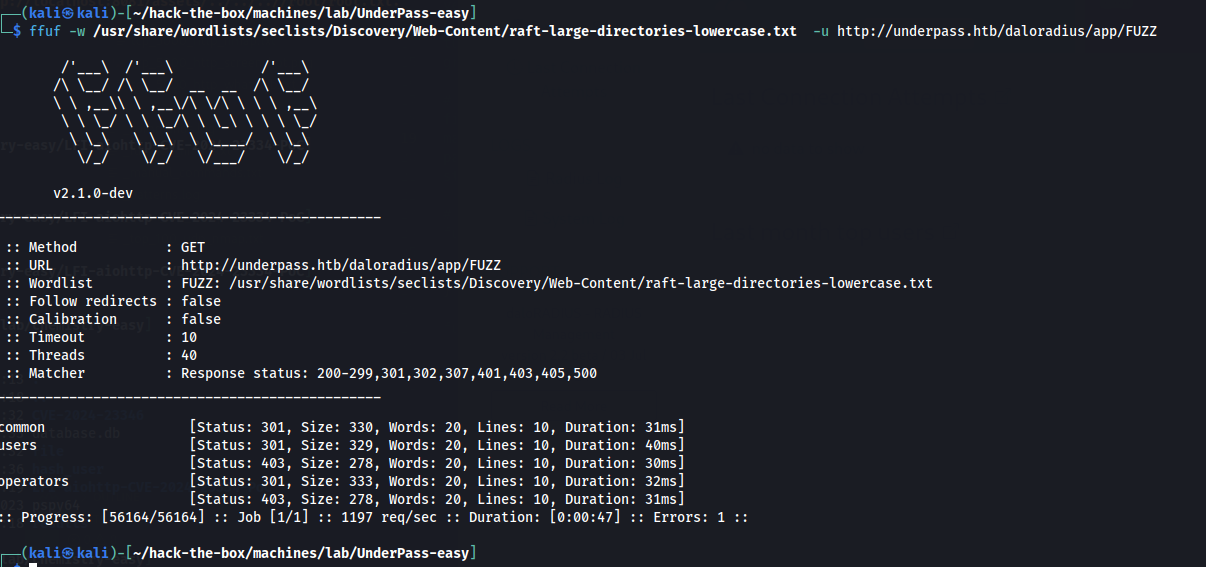 (kali㉿kali)-[~/hack-the-box/machines/lab/UnderPass-easy]
$ ffuf -w /usr/share/wordlists/seclists/Discovery/Web-Content/raft-large-directories-lowercase.txt -u http://underpass.htb/daloradius/app/FUZZ
v2.1.0-dev
:: Method : GET
:: URL : http://underpass.htb/daloradius/app/FUZZ
:: Wordlist : FUZZ: /usr/share/wordlists/seclists/Discovery/Web-Content/raft-large-directories-lowercase.txt
:: Follow redirects : false
:: Calibration : false
:: Timeout : 10
:: Threads : 40
:: Matcher : Response status: 200-299,301,302,307,401,403,405,500
common [Status: 301, Size: 330, Words: 20, Lines: 10, Duration: 31ms]
users [Status: 301, Size: 329, Words: 20, Lines: 10, Duration: 40ms]
[Status: 403, Size: 278, Words: 20, Lines: 10, Duration: 30ms]
operators [Status: 301, Size: 333, Words: 20, Lines: 10, Duration: 32ms]
[Status: 403, Size: 278, Words: 20, Lines: 10, Duration: 31ms]
:: Progress: [56164/56164] :: Job [1/1] :: 1197 req/sec :: Duration: [0:00:47] :: Errors: 1 ::
(kali㉿kali)-[~/hack-the-box/machines/lab/UnderPass-easy]
$